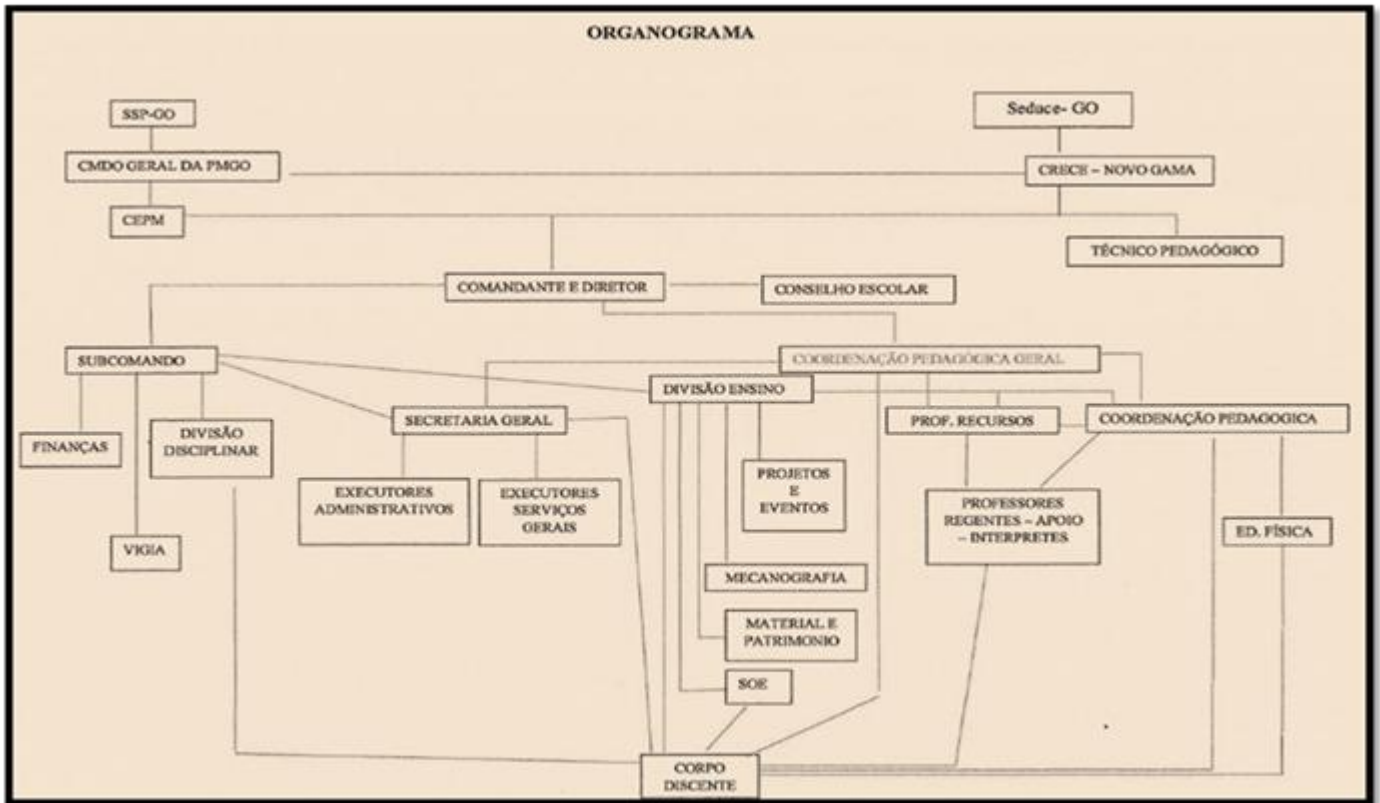 ORGANOGRAMA
SSP-GO
Seduce- GO
CMDO GERAL DA PMGO
CRECE – NOVO GAMA
CEPM
TÉCNICO PEDAGÓGICO
COMANDANTE E DIRETOR
CONSELHO ESCOLAR
SUBCOMANDO
COORDENAÇÃO PEDAGÓGICA GERAL
DIVISÃO ENSINO
SECRETARIA GERAL
PROF. RECURSOS
COORDENAÇÃO PEDAGOGICA
FINANÇAS
DIVISÃO
DISCIPLINAR
EXECUTORES
ADMINISTRATIVOS
EXECUTORES
SERVIÇOS
GERAIS
PROJETOS
E
EVENTOS
PROFESSORES
REGENTES – APOIO
– INTERPRETES
ED. FÍSICA
VIGIA
MECANOGRAFIA
MATERIAL E
PATRIMONIO
SOE
CORPO
DISCENTE